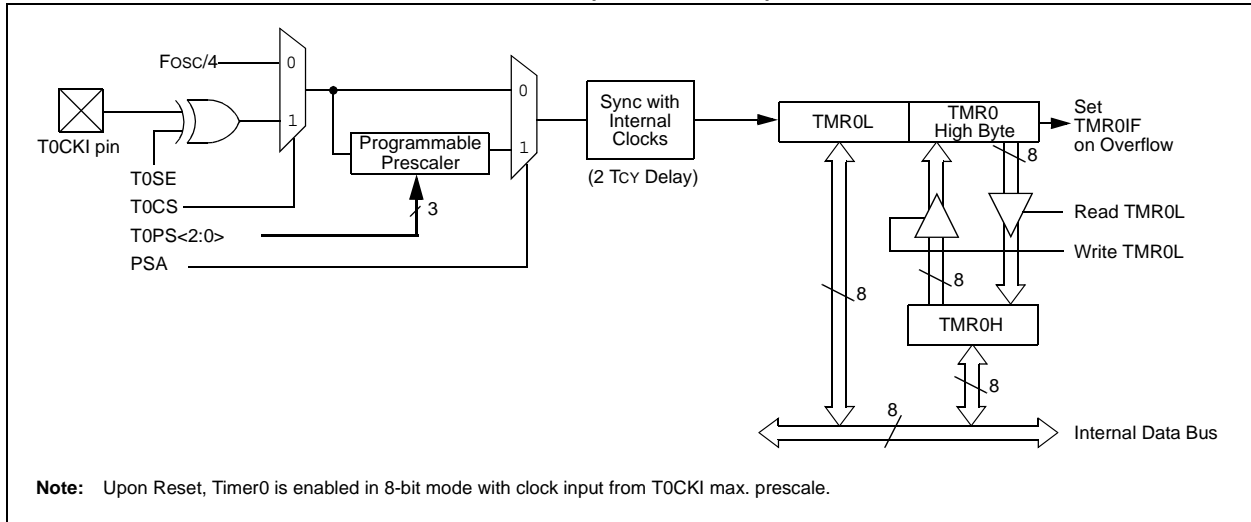 FOSC/4
0
1
T0CKI pin
T0SE
T0CS
T0PS<2:0>
PSA
Programmable
Prescaler
3
0
1
Sync with
Internal
Clocks
(2 TCY Delay)
TMR0L
TMR0
High Byte
Set
TMR0IF
on Overflow
8
Read TMR0L
Write TMR0L
8
8
TMR0H
8
8
Internal Data Bus
Note: Upon Reset, Timer0 is enabled in 8-bit mode with clock input from T0CKI max. prescale.